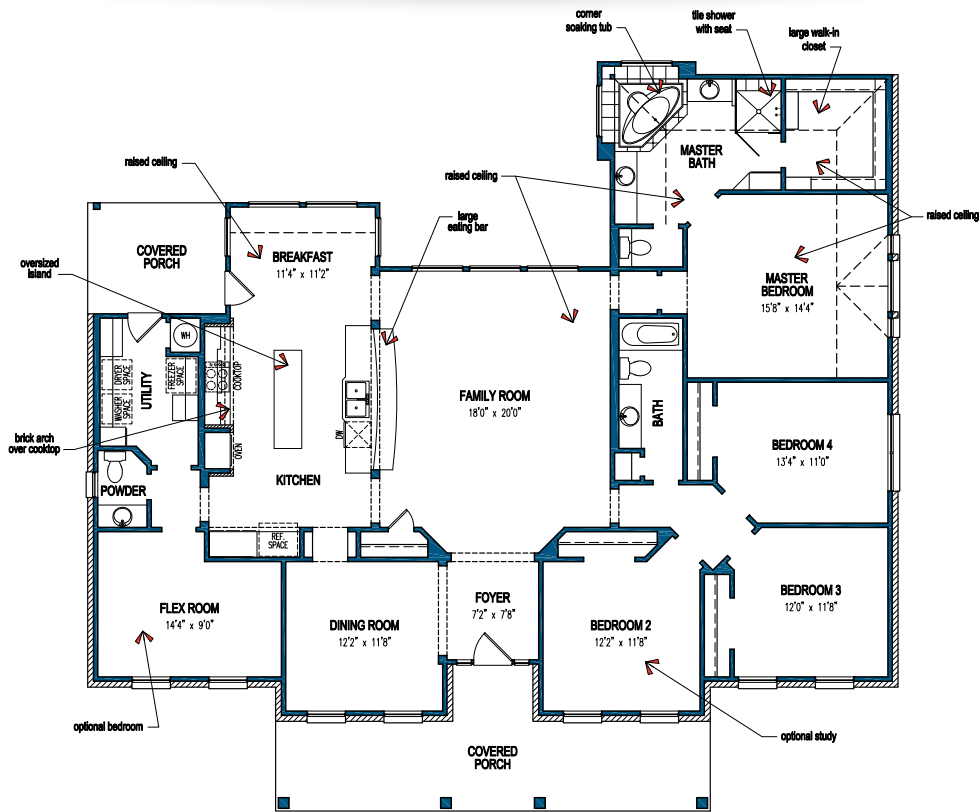 corner
soaking tub
tile shower
with seat
large walk-in
closet
MASTER
BATH
raised ceiling
raised ceiling
large
eating bar
raised ceiling
COVERED
PORCH
BREAKFAST
11'4" x 11'2"
oversized
island
MASTER
BEDROOM
15'8" x 14'4"
WH
DRYER
SPACE
WASHER
SPACE
UTILITY
FREEZER
SPACE
COOKTOP
FAMILY ROOM
18'0" x 20'0"
BATH
brick arch
over cooktop
OVEN
DW
BEDROOM 4
13'4" x 11'0"
POWDER
KITCHEN
REF.
SPACE
FLEX ROOM
14'4" x 9'0"
DINING ROOM
12'2" x 11'8"
FOYER
7'2" x 7'8"
BEDROOM 2
12'2" x 11'8"
BEDROOM 3
12'0" x 11'8"
optional bedroom
optional study
COVERED
PORCH